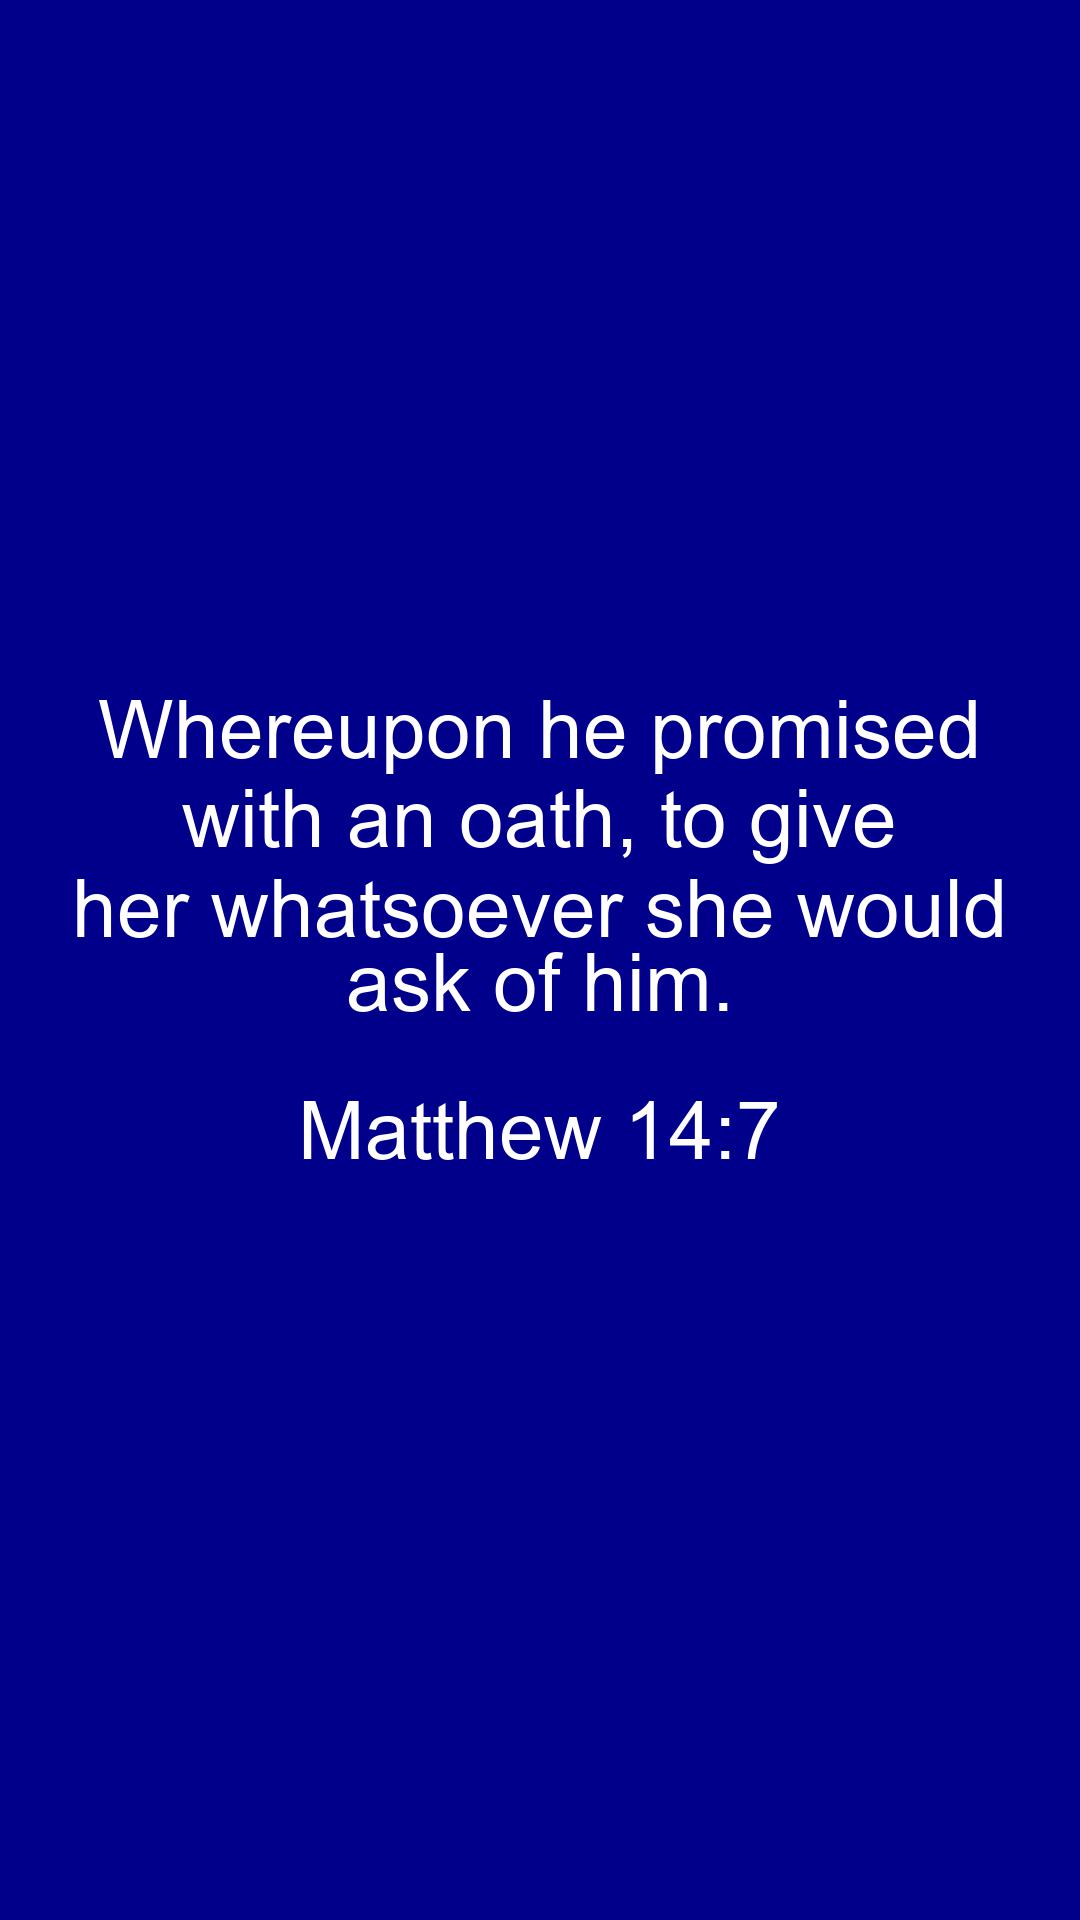 Whereupon he promised
with an oath, to give
her whatsoever she would
ask of him.
Matthew 14:7